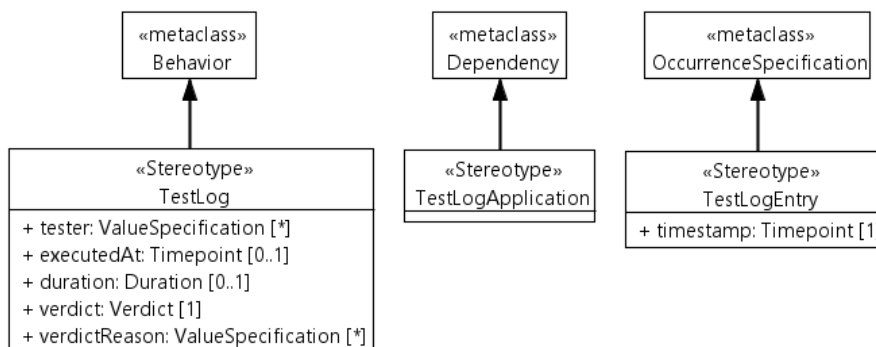 «metaclass»
Behavior
«metaclass»
Dependency
«metaclass»
OccurrenceSpecification
«Stereotype»
TestLog
+ tester: ValueSpecification [*]
+ executedAt: Timepoint [0..1]
+ duration: Duration [0..1]
+ verdict: Verdict [1]
+ verdictReason: ValueSpecification [*]
«Stereotype»
TestLogApplication
«Stereotype»
TestLogEntry
+ timestamp: Timepoint [1